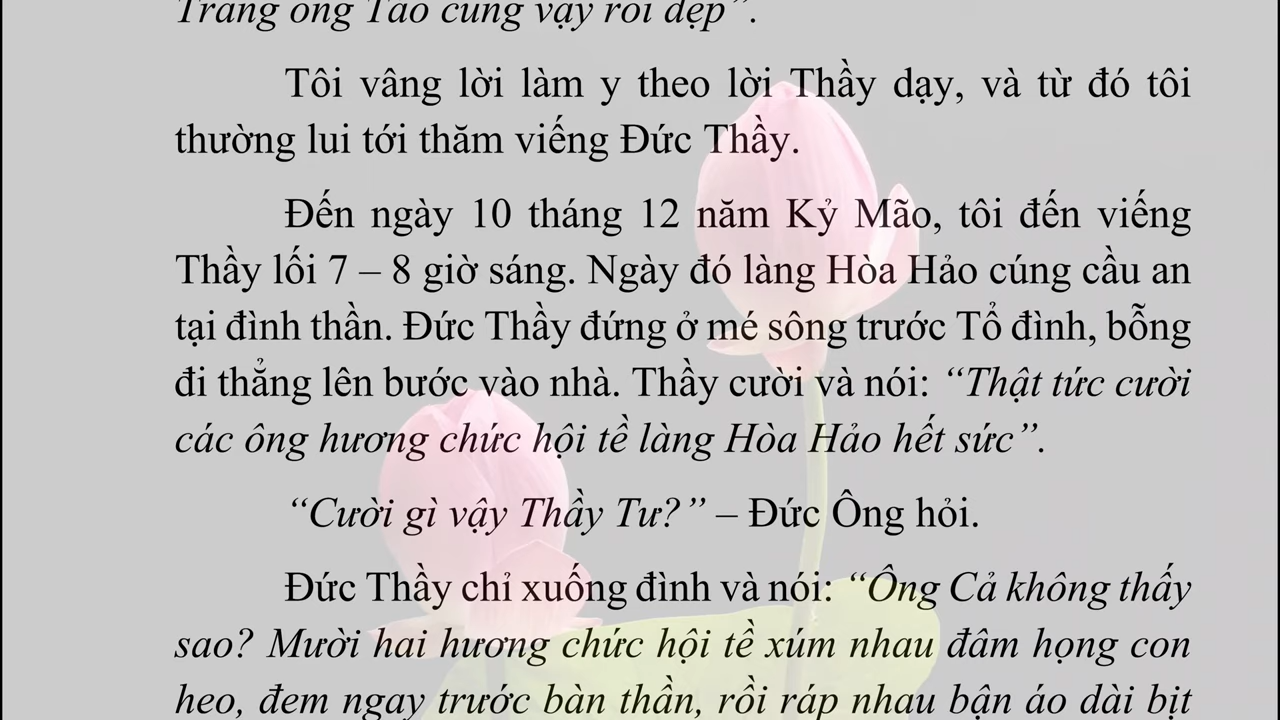 Trang ông Táo cũng vậy rồi dẹp”.
Tôi vâng lời làm y theo lời Thầy dạy, và từ đó tôi
thường lui tới thăm viếng Đức Thầy.
Đến ngày 10 tháng 12 năm Kỷ Mão, tôi đến viếng
Thầy lối 7 – 8 giờ sáng. Ngày đó làng Hòa Hảo cúng cầu an
tại đình thần. Đức Thầy đứng ở mé sông trước Tổ đình, bỗng
đi thẳng lên bước vào nhà. Thầy cười và nói: “Thật tức cười
các ông hương chức hội tề làng Hòa Hảo hết sức”.
“Cười gì vậy Thầy Tư?” – Đức Ông hỏi.
Đức Thầy chỉ xuống đình và nói: “Ông Cả không thấy
sao? Mười hai hương chức hội tề xúm nhau đâm họng con
heo, đem ngay trước bàn thần, rồi ráp nhau bận áo dài bịt